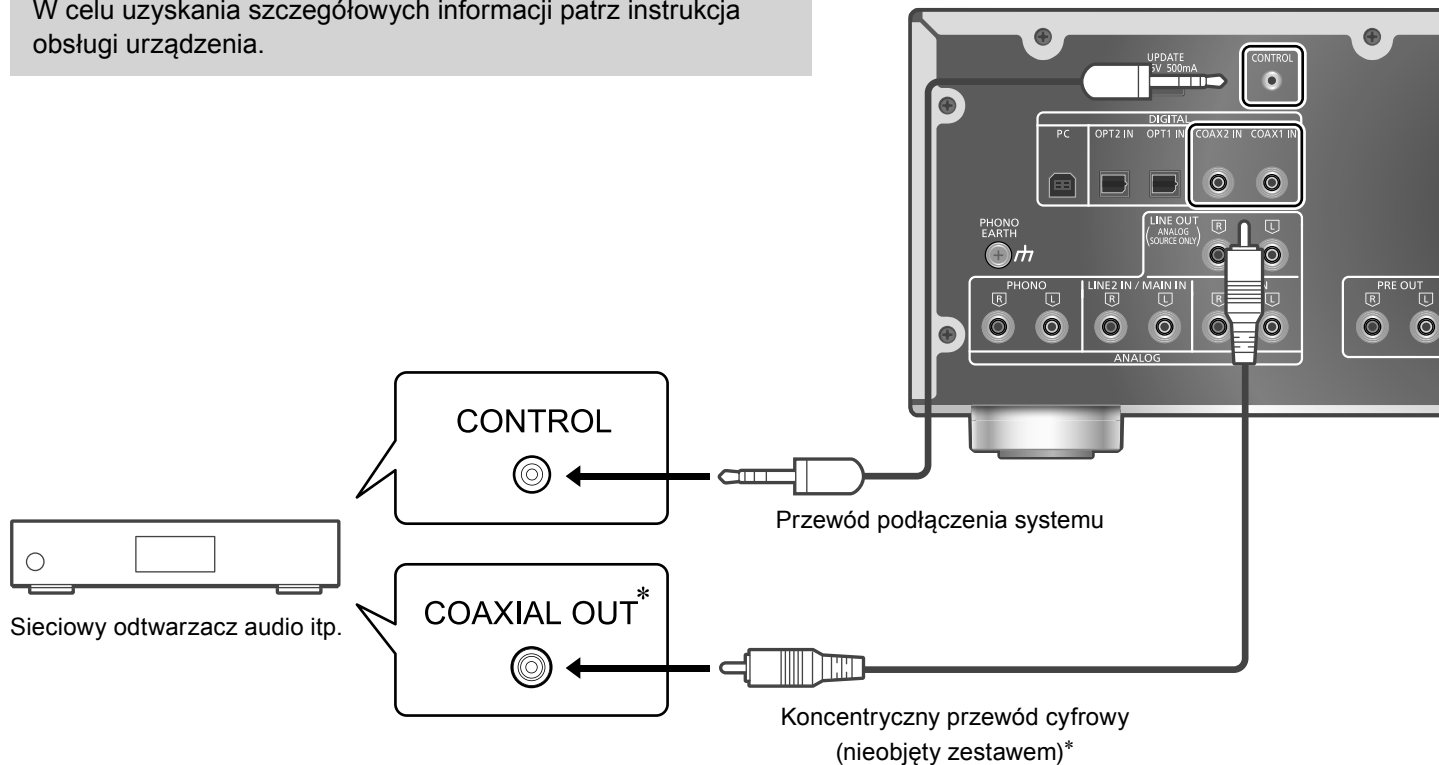 W celu uzyskania szczegółowych informacji patrz instrukcja
obsługi urządzenia.
UPDATE
5V 500mA
CONTROL
DIGITAL
PC
OPT2 IN
OPT1 IN
COAX2 IN
COAX1 IN
PHONO
EARTH
LINE OUT
(ANALOG
SOURCE ONLY)
R
L
PHONO
R
L
LINE2 IN / MAIN IN
R
L
R
L
PRE OUT
R
L
ANALOG
CONTROL
Przewód podłączenia systemu
COAXIAL OUT*
Sieciowy odtwarzacz audio itp.
Koncentryczny przewód cyfrowy
(nieobjęty zestawem)*